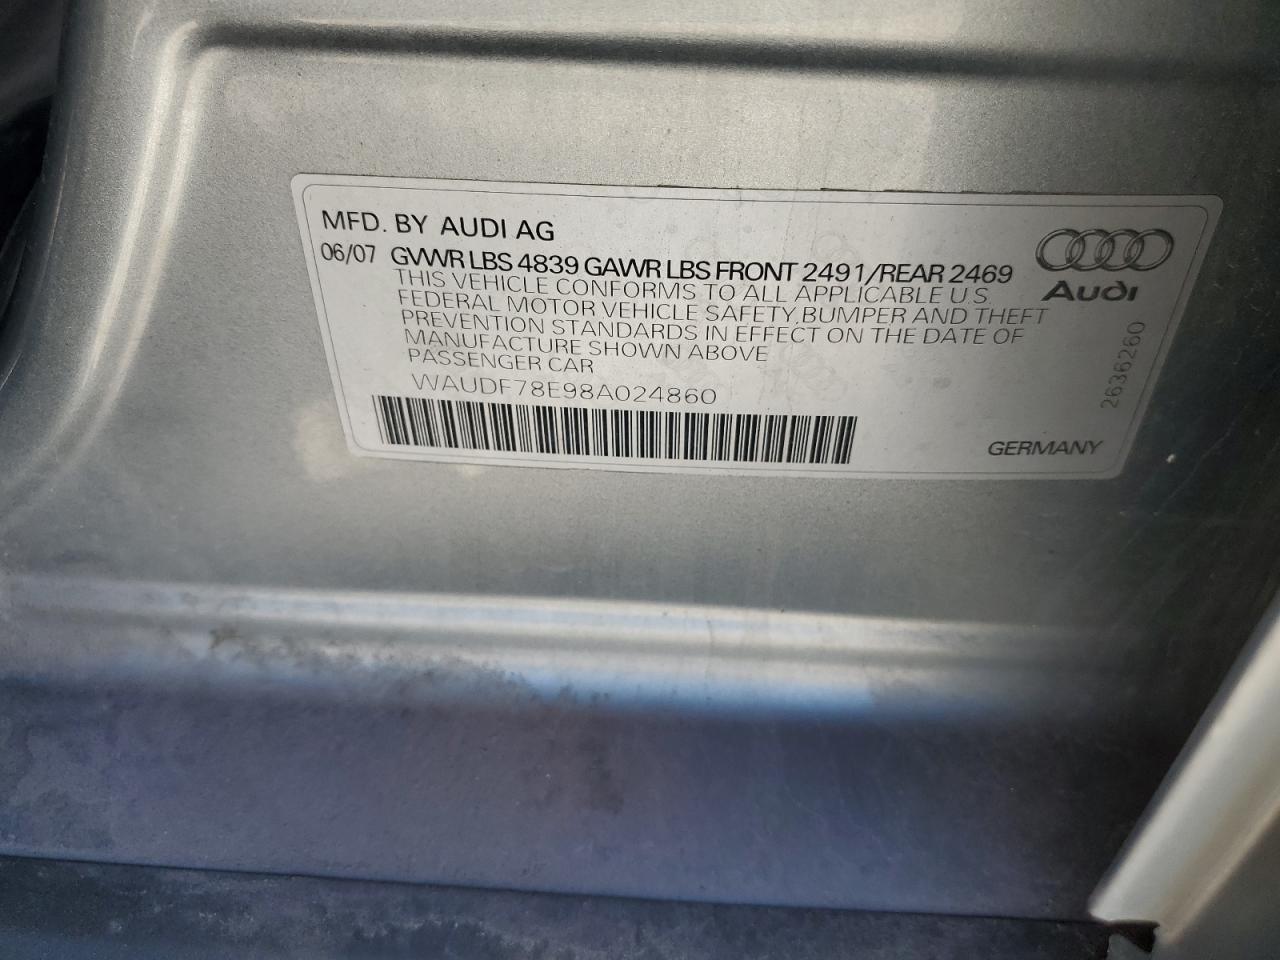 MFD. BY AUDI AG
06/07 GVWR LBS 4839 GAWR LBS FRONT 2491/REAR 2469
THIS VEHICLE CONFORMS TO ALL APPLICABLE U.S.
FEDERAL MOTOR VEHICLE SAFETY,BUMPER AND THEFT
PREVENTION STANDARDS IN EFFECT ON THE DATE OF
MANUFACTURE SHOWN ABOVE
PASSENGER CAR
WAUDF78E98A024860
Audi
2636260
GERMANY